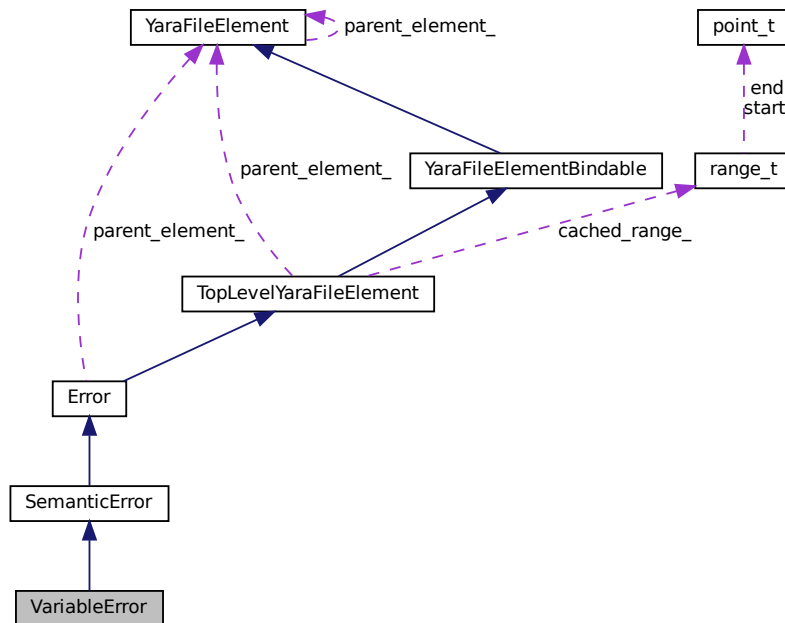 YaraFileElement
parent_element_
point_t
end
start
YaraFileElementBindable
range_t
parent_element_
parent_element_
cached_range_
TopLevelYaraFileElement
Error
SemanticError
VariableError